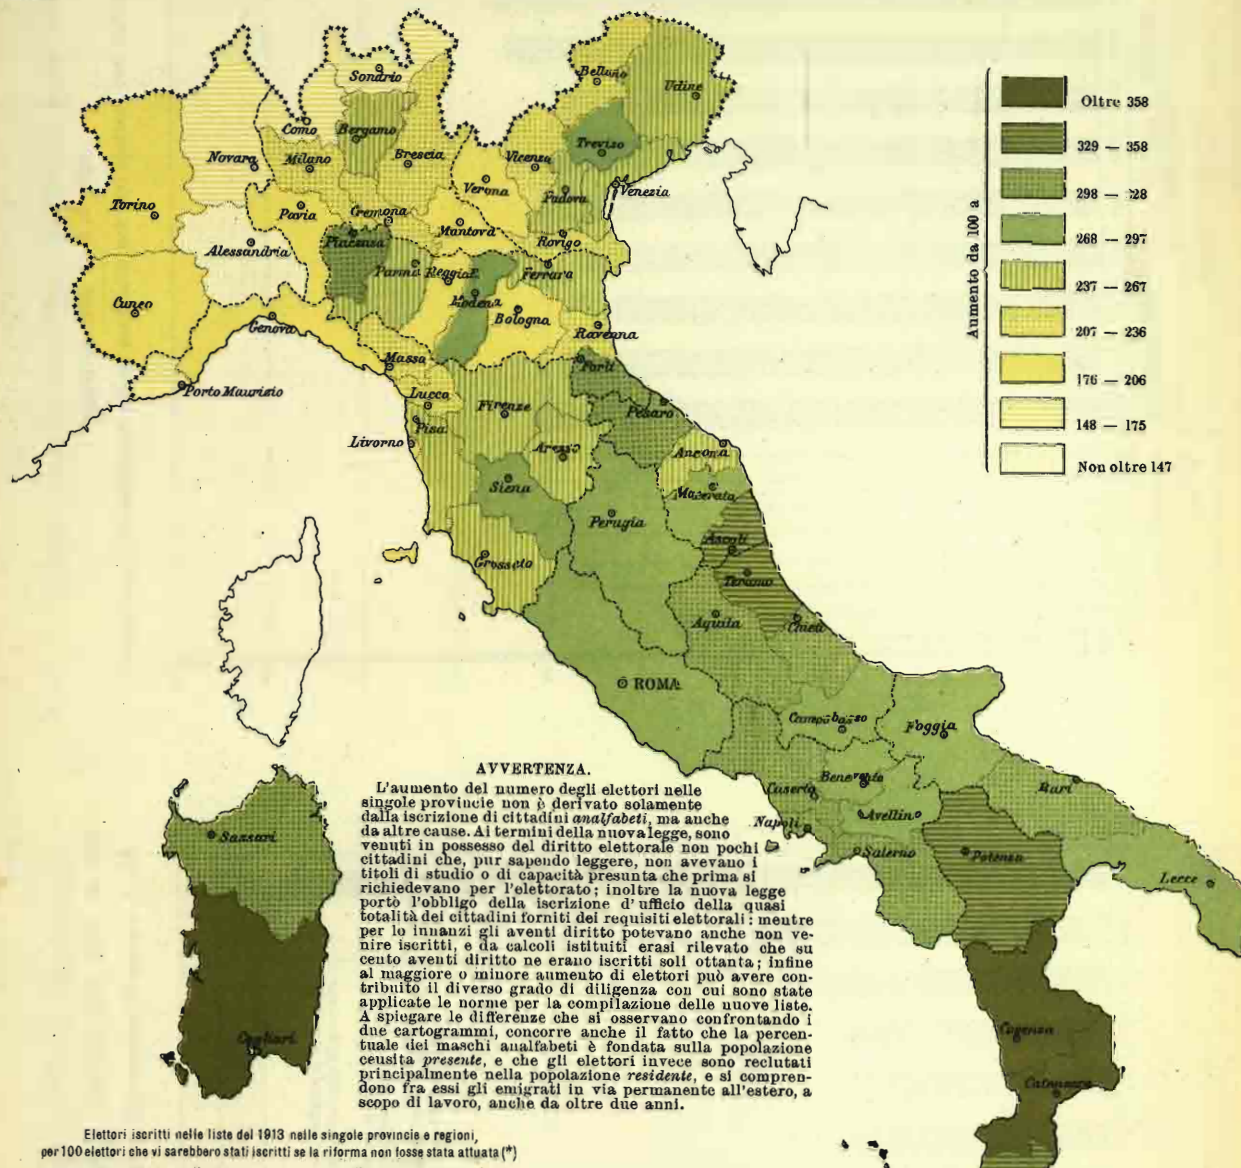 Sondrio
Belluno
Udine
Como
Bergamo
Treviso
Novara
Milano
Brescia
Vicenza
Verona
Padova
Venezia
Torino
Pavia
Cremona
Mantova
Rovigo
Alessandria
Piacenza
Parma
Reggio E.
Ferrara
Cuneo
Modena
Bologna
Genova
Ravenna
Massa
Forlì
Porto Maurizio
Lucca
Firenze
Pesaro
Pisa
Livorno
Arezzo
Ancona
Siena
Macerata
Perugia
Ascoli
Grosseto
Teramo
Aquila
Chieti
ROMA
Campobasso
Foggia
Caserta
Benevento
Bari
Napoli
Avellino
Salerno
Potenza
Lecce
Sassari
Cagliari
Cosenza
Catanzaro
Aumento da 100 a
Oltre 358
329 — 358
298 — 28
268 — 297
237 — 267
207 — 236
176 — 206
148 — 175
Non oltre 147
AVVERTENZA.
L'aumento del numero degli elettori nelle
singole provincie non è derivato solamente
dalla iscrizione di cittadini analfabeti, ma anche
da altre cause. Ai termini della nuova legge, sono
venuti in possesso del diritto elettorale non pochi
cittadini che, pur sapendo leggere, non avevano i
titoli di studio o di capacità presunta che prima si
richiedevano per l'elettorato; inoltre la nuova legge
portò l'obbligo della iscrizione d'ufficio della quasi
totalità dei cittadini forniti dei requisiti elettorali: mentre
per lo innanzi gli aventi diritto potevano anche non ve-
nire iscritti, e da calcoli istituiti erasi rilevato che su
cento aventi diritto ne erano iscritti soli ottanta; infine
al maggiore o minore aumento di elettori può avere con-
tribuito il diverso grado di diligenza con cui sono state
applicate le norme per la compilazione delle nuove liste.
A spiegare le differenze che si osservano confrontando i
due cartogrammi, concorre anche il fatto che la percen-
tuale dei maschi analfabeti è fondata sulla popolazione
censita presente, e che gli elettori invece sono reclutati
principalmente nella popolazione residente, e si compren-
dono fra essi gli emigrati in via permanente all'estero, a
scopo di lavoro, anche da oltre due anni.
Elettori iscritti nelle liste del 1913 nelle singole provincie e regioni,
per 100 elettori che vi sarebbero stati iscritti se la riforma non fosse stata attuata (*)